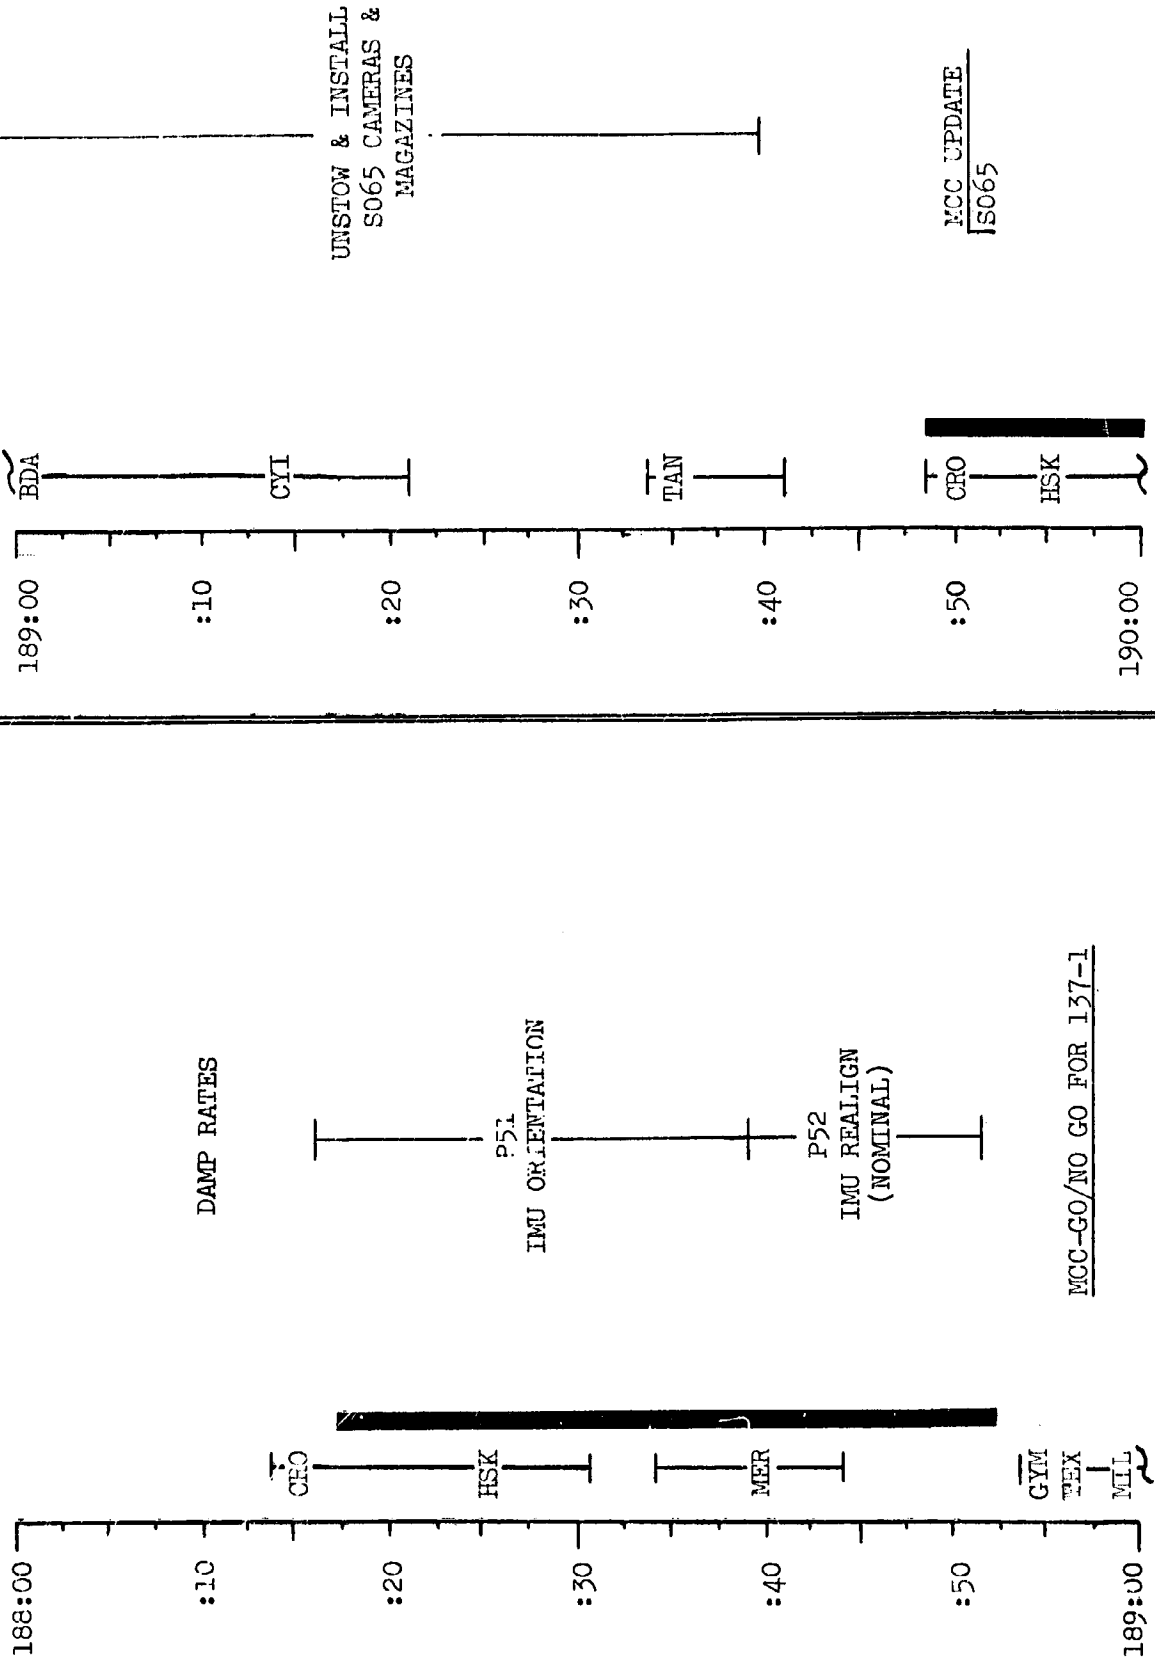 188:00
:10
:20
:30
:40
:50
189:00
CRO
HSK
MER
GYM
TEX
MIL
DAMP RATES
P51
IMU ORIENTATION
P52
IMU REALIGN
(NOMINAL)
MCC-GO/NO GO FOR 137-1
189:00
:10
:20
:30
:40
:50
190:00
BDA
CYI
TAN
CRO
HSK
UNSTOW & INSTALL
S065 CAMERAS &
MAGAZINES
MCC UPDATE
S065